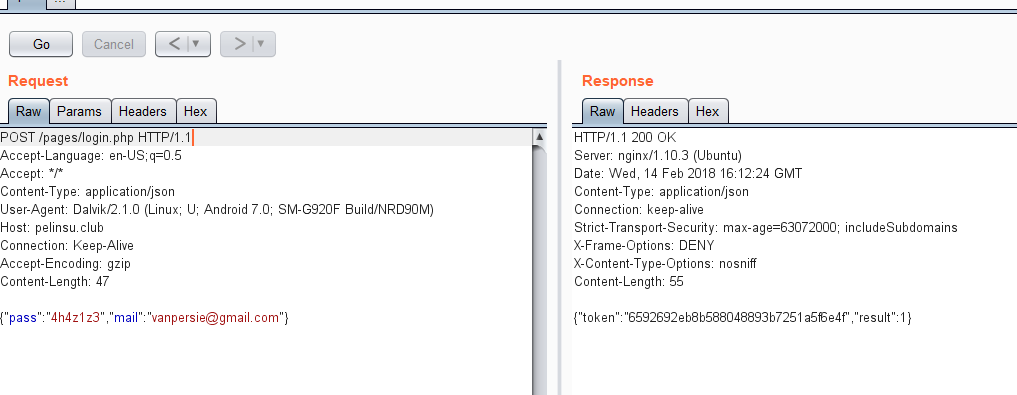 ...
Go
Cancel
< | ▼
> | ▼
Request
Raw Params Headers Hex
POST /pages/login.php HTTP/1.1
Accept-Language: en-US;q=0.5
Accept: */*
Content-Type: application/json
User-Agent: Dalvik/2.1.0 (Linux; U; Android 7.0; SM-G920F Build/NRD90M)
Host: pelinsu.club
Connection: Keep-Alive
Accept-Encoding: gzip
Content-Length: 47
{"pass":"4h4z1z3","mail":"vanpersie@gmail.com"}
Response
Raw Headers Hex
HTTP/1.1 200 OK
Server: nginx/1.10.3 (Ubuntu)
Date: Wed, 14 Feb 2018 16:12:24 GMT
Content-Type: application/json
Connection: keep-alive
Strict-Transport-Security: max-age=63072000; includeSubdomains
X-Frame-Options: DENY
X-Content-Type-Options: nosniff
Content-Length: 55
{"token":"6592692eb8b588048893b7251a5f6e4f","result":1}